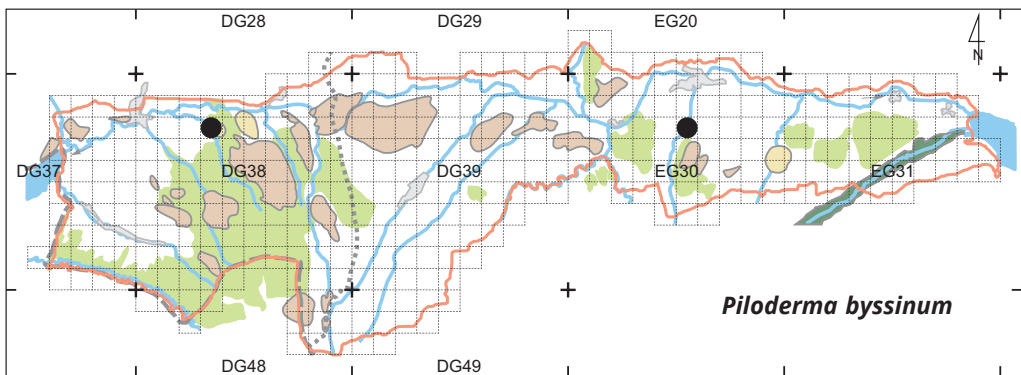 DG28 DG29 EG20
N
DG37 DG38 DG39 EG30 EG31
Piloderma byssinum
DG48 DG49